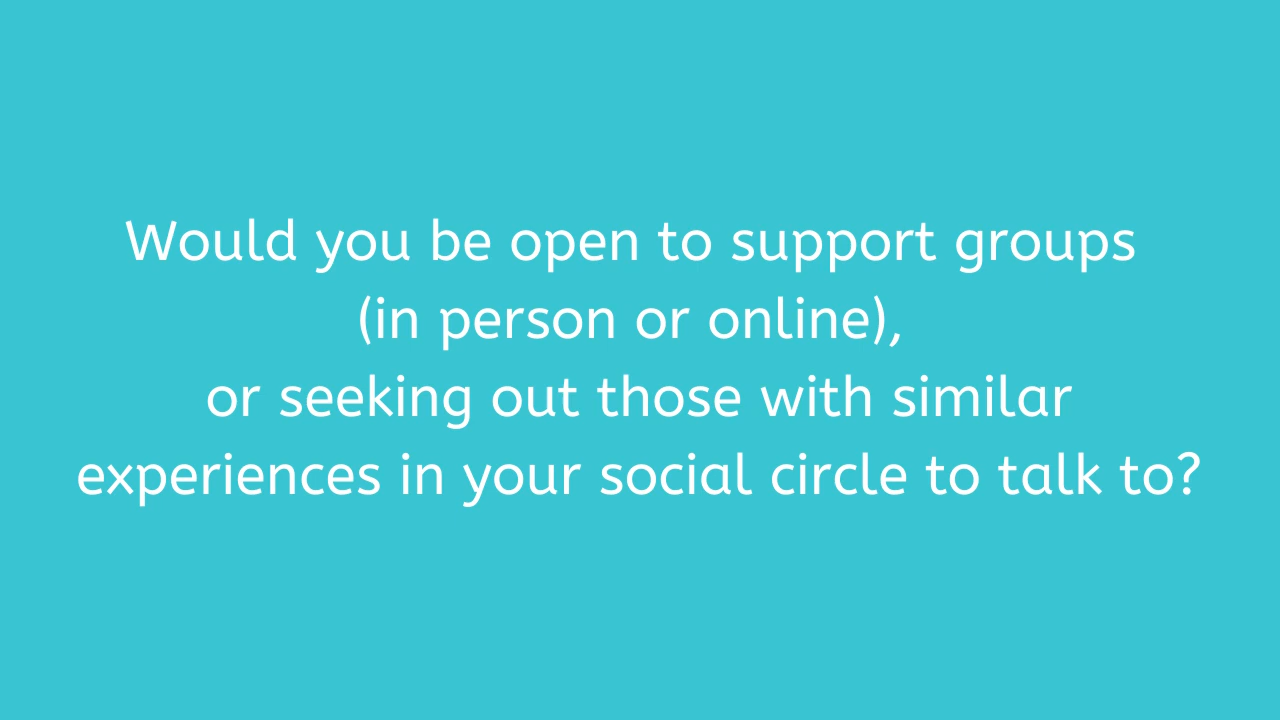 Would you be open to support groups
(in person or online),
or seeking out those with similar
experiences in your social circle to talk to?